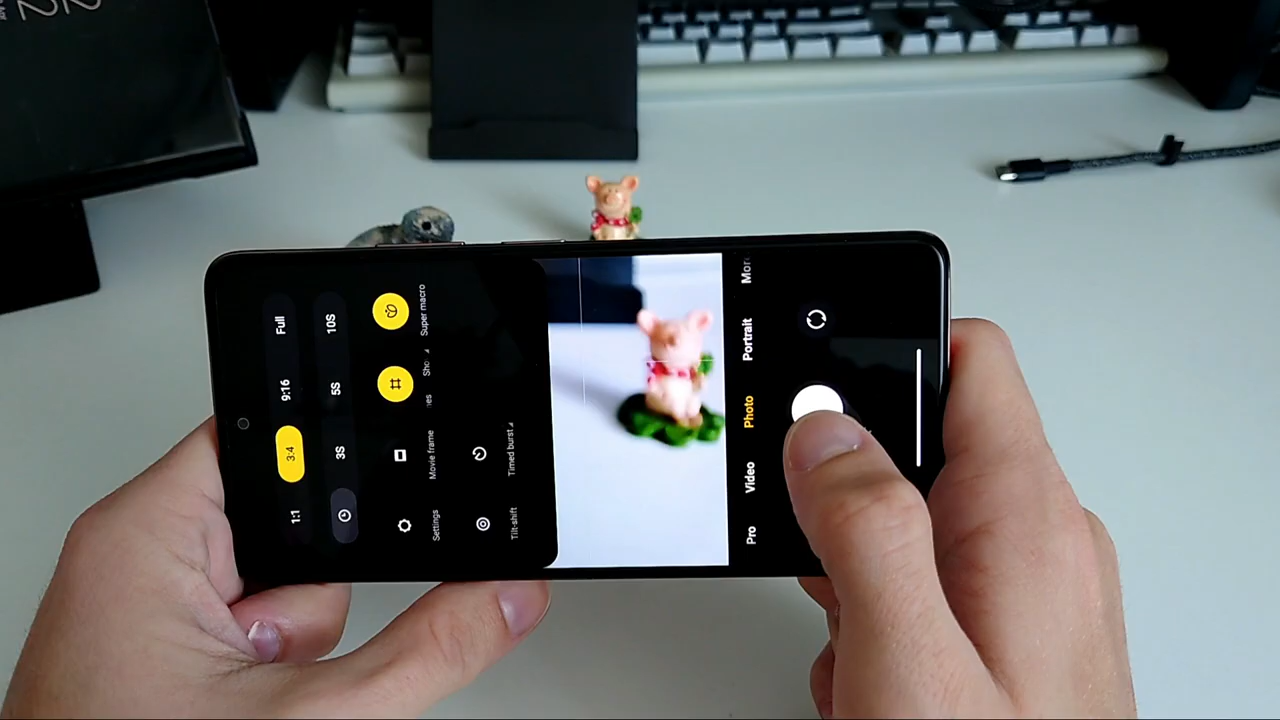 1:1 3:4 9:16 Full
3S 5S 10S
Settings Movie frame Super macro
Tilt-shift Timed burst
Pro Video Photo Portrait Mor